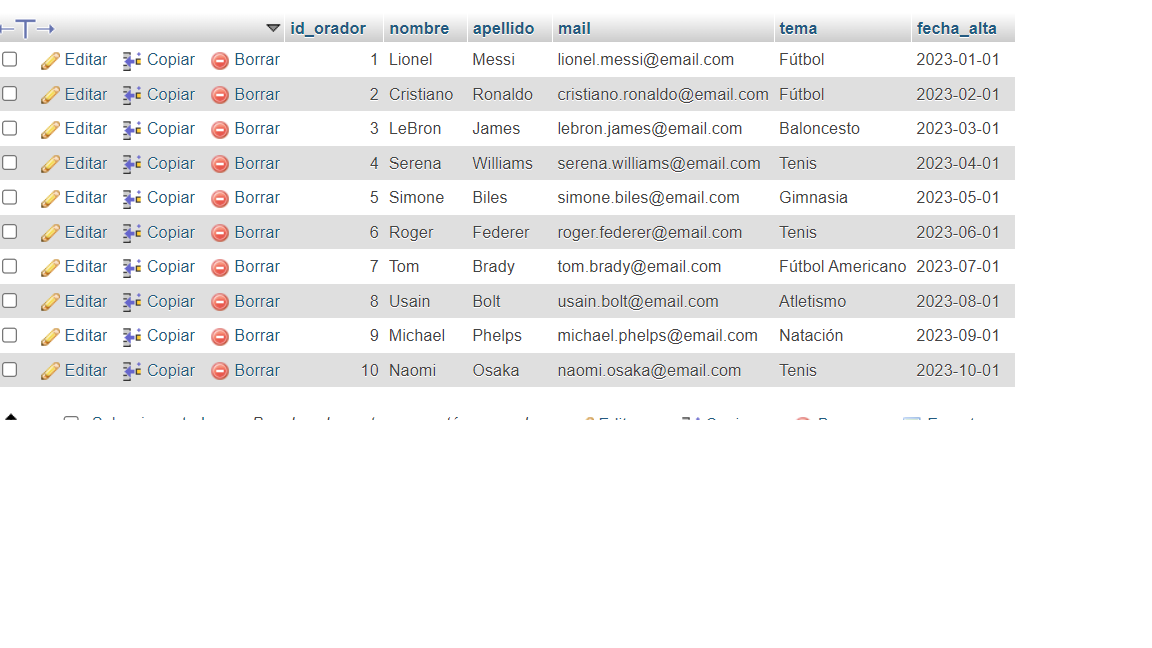 ←T→ id_orador nombre apellido mail tema fecha_alta
Editar Copiar Borrar 1 Lionel Messi lionel.messi@email.com Fútbol 2023-01-01
Editar Copiar Borrar 2 Cristiano Ronaldo cristiano.ronaldo@email.com Fútbol 2023-02-01
Editar Copiar Borrar 3 LeBron James lebron.james@email.com Baloncesto 2023-03-01
Editar Copiar Borrar 4 Serena Williams serena.williams@email.com Tenis 2023-04-01
Editar Copiar Borrar 5 Simone Biles simone.biles@email.com Gimnasia 2023-05-01
Editar Copiar Borrar 6 Roger Federer roger.federer@email.com Tenis 2023-06-01
Editar Copiar Borrar 7 Tom Brady tom.brady@email.com Fútbol Americano 2023-07-01
Editar Copiar Borrar 8 Usain Bolt usain.bolt@email.com Atletismo 2023-08-01
Editar Copiar Borrar 9 Michael Phelps michael.phelps@email.com Natación 2023-09-01
Editar Copiar Borrar 10 Naomi Osaka naomi.osaka@email.com Tenis 2023-10-01